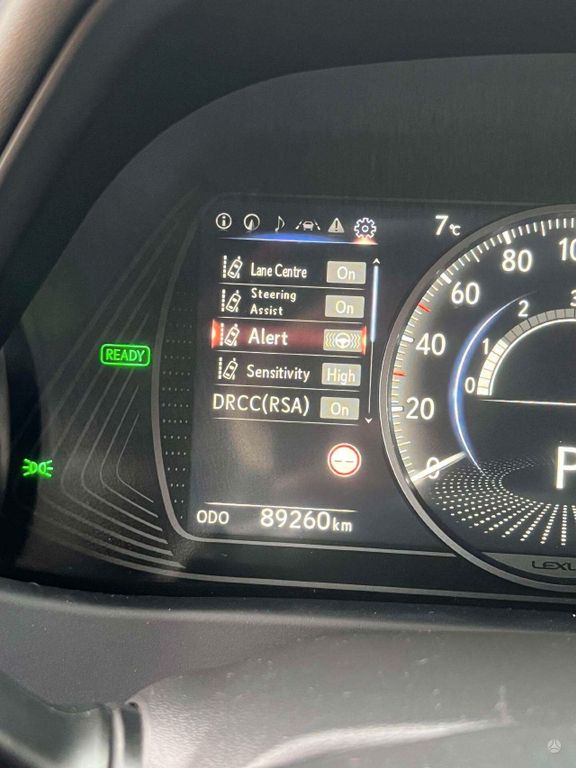 7°C
Lane Centre On
Steering
Assist On
Alert
Sensitivity High
DRCC(RSA) On
READY
ODO 89260km
0
20
40
60
80
0
1
2
P